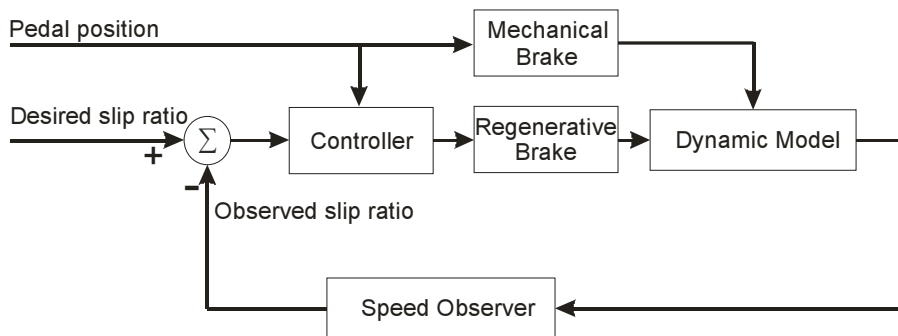 Pedal position
Mechanical
Brake
Desired slip ratio
Σ
+
-
Controller
Regenerative
Brake
Dynamic Model
Observed slip ratio
Speed Observer